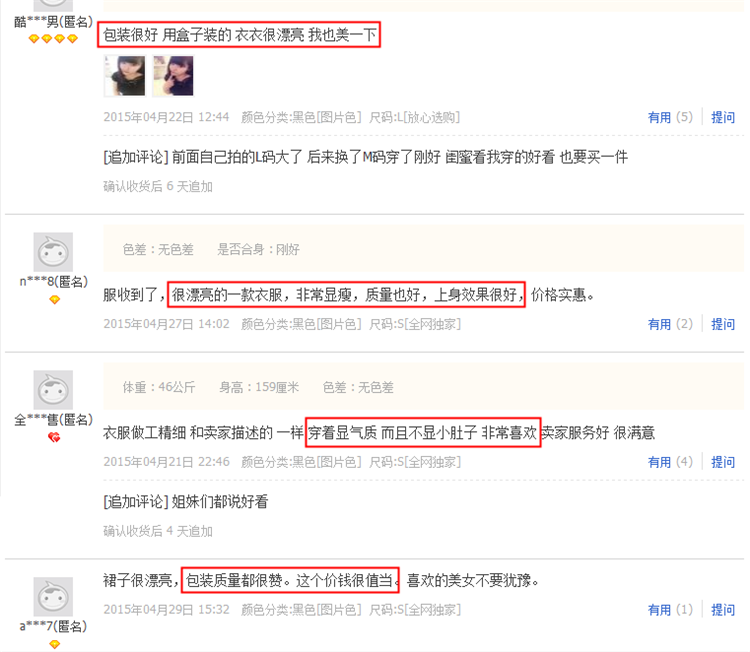 酷***男(匿名)
包装很好 用盒子装的 衣衣很漂亮 我也美一下
2015年04月22日 12:44 颜色分类:黑色[图片色] 尺码:L[放心选购]
有用 (5) 提问
[追加评论] 前面自己拍的L码大了 后来换了M码穿了刚好 闺蜜看我穿的好看 也要买一件
确认收货后 6 天追加
色差：无色差 是否合身：刚好
n***8(匿名)
服收到了，很漂亮的一款衣服，非常显瘦，质量也好，上身效果很好，价格实惠。
2015年04月27日 14:02 颜色分类:黑色[图片色] 尺码:S[全网独家]
有用 (2) 提问
体重：46公斤 身高：159厘米 色差：无色差
全***售(匿名)
衣服做工精细 和卖家描述的 一样 穿着显气质 而且不显小肚子 非常喜欢 卖家服务好 很满意
2015年04月21日 22:46 颜色分类:黑色[图片色] 尺码:S[全网独家]
有用 (4) 提问
[追加评论] 姐妹们都说好看
确认收货后 4 天追加
裙子很漂亮，包装质量都很赞。这个价钱很值当。喜欢的美女不要犹豫。
2015年04月29日 15:32 颜色分类:黑色[图片色] 尺码:S[全网独家]
有用 (1) 提问
a***7(匿名)